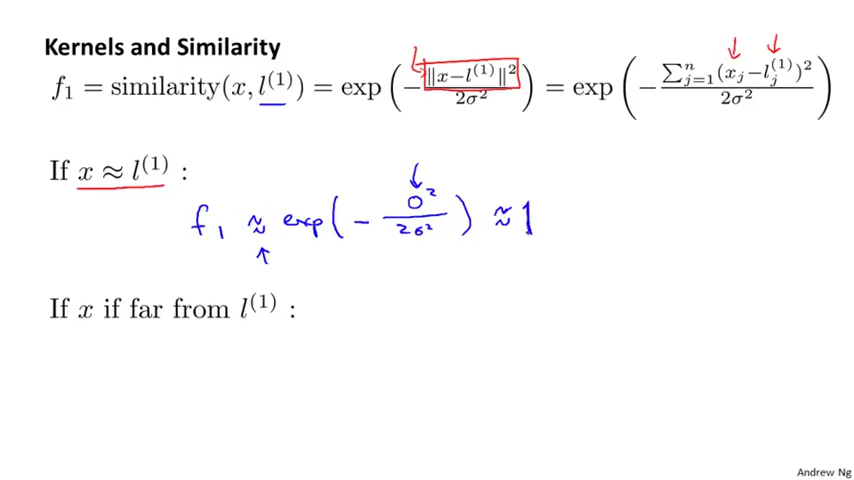 Kernels and Similarity
f₁ = similarity(x, l⁽¹⁾) = exp(−‖x−l⁽¹⁾‖²/2σ²) = exp(−∑ⁿⱼ₌₁(xⱼ−lⱼ⁽¹⁾)²/2σ²)
If x ≈ l⁽¹⁾ :
f₁ ≈ exp(−0²/2σ²) ≈ 1
If x if far from l⁽¹⁾ :
Andrew Ng